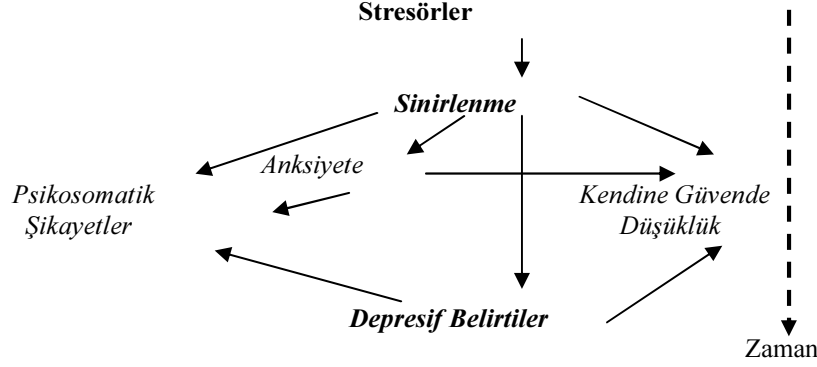 Stresörler
Sinirlenme
Anksiyete
Psikosomatik
Şikayetler
Kendine Güvende
Düşüklük
Depresif Belirtiler
Zaman